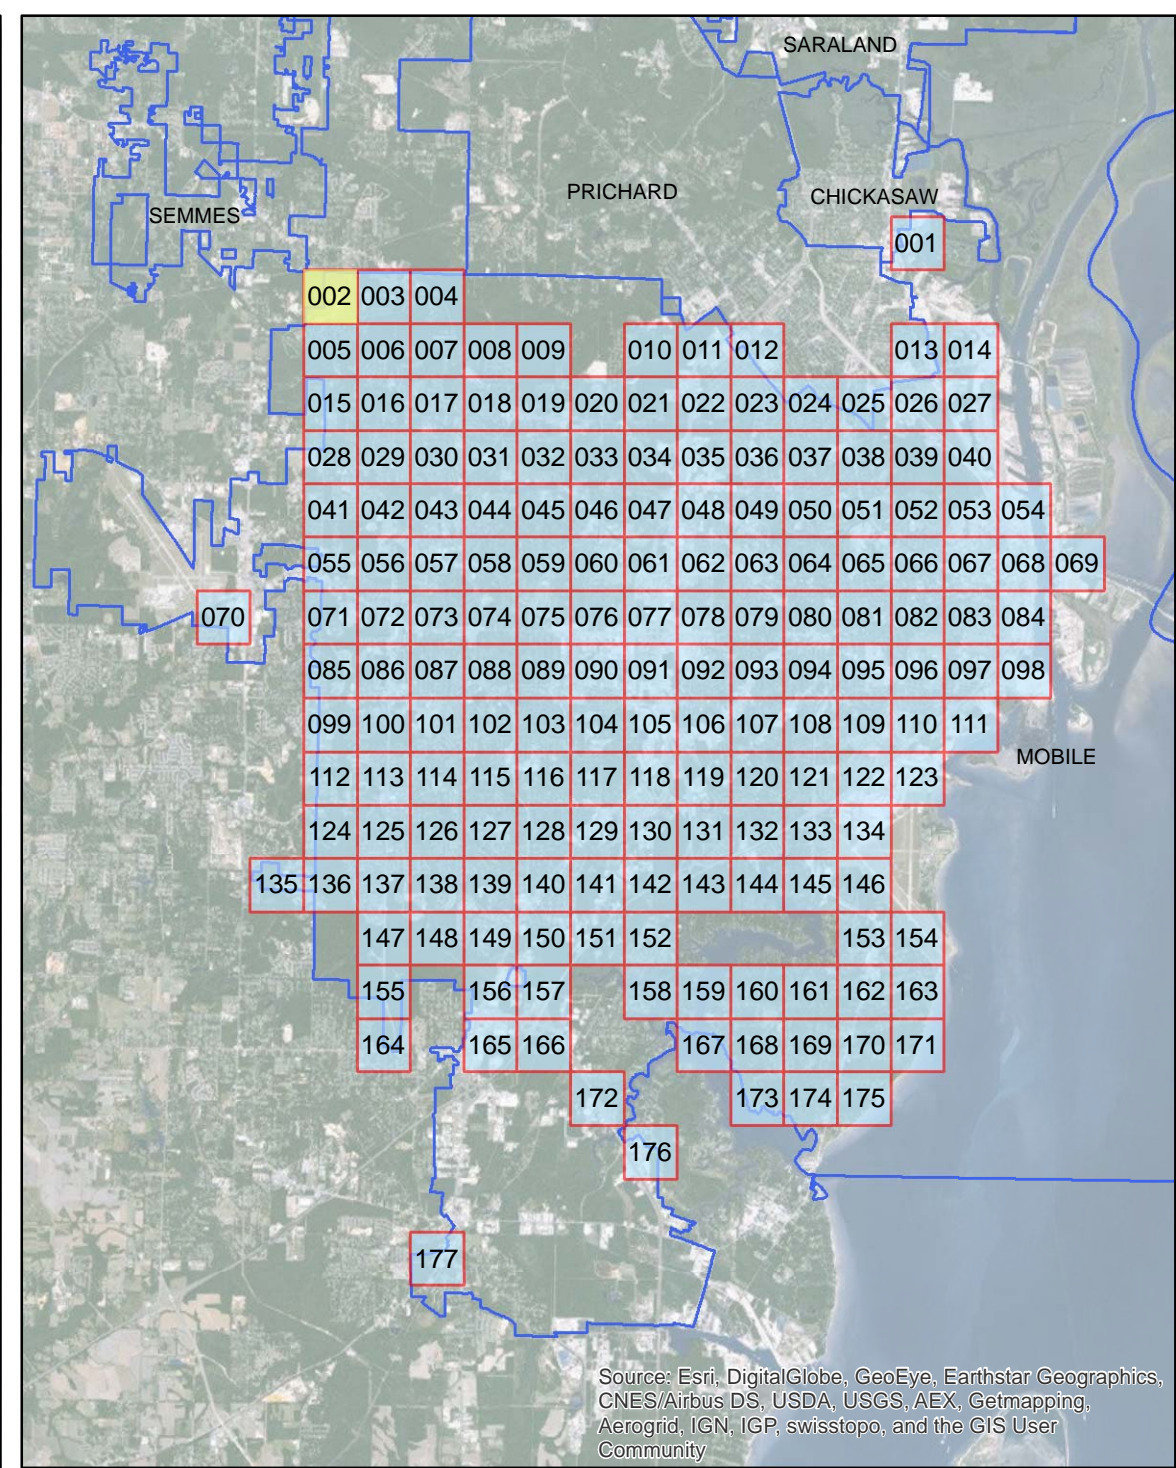 SARALAND
PRICHARD
CHICKASAW
SEMMES
001
002 003 004
005 006 007 008 009 010 011 012 013 014
015 016 017 018 019 020 021 022 023 024 025 026 027
028 029 030 031 032 033 034 035 036 037 038 039 040
041 042 043 044 045 046 047 048 049 050 051 052 053 054
055 056 057 058 059 060 061 062 063 064 065 066 067 068 069
070 071 072 073 074 075 076 077 078 079 080 081 082 083 084
085 086 087 088 089 090 091 092 093 094 095 096 097 098
099 100 101 102 103 104 105 106 107 108 109 110 111
MOBILE
112 113 114 115 116 117 118 119 120 121 122 123
124 125 126 127 128 129 130 131 132 133 134
135 136 137 138 139 140 141 142 143 144 145 146
147 148 149 150 151 152 153 154
155 156 157 158 159 160 161 162 163
164 165 166 167 168 169 170 171
172 173 174 175
176
177
Source: Esri, DigitalGlobe, GeoEye, Earthstar Geographics,
CNES/Airbus DS, USDA, USGS, AEX, Getmapping,
Aerogrid, IGN, IGP, swisstopo, and the GIS User
Community